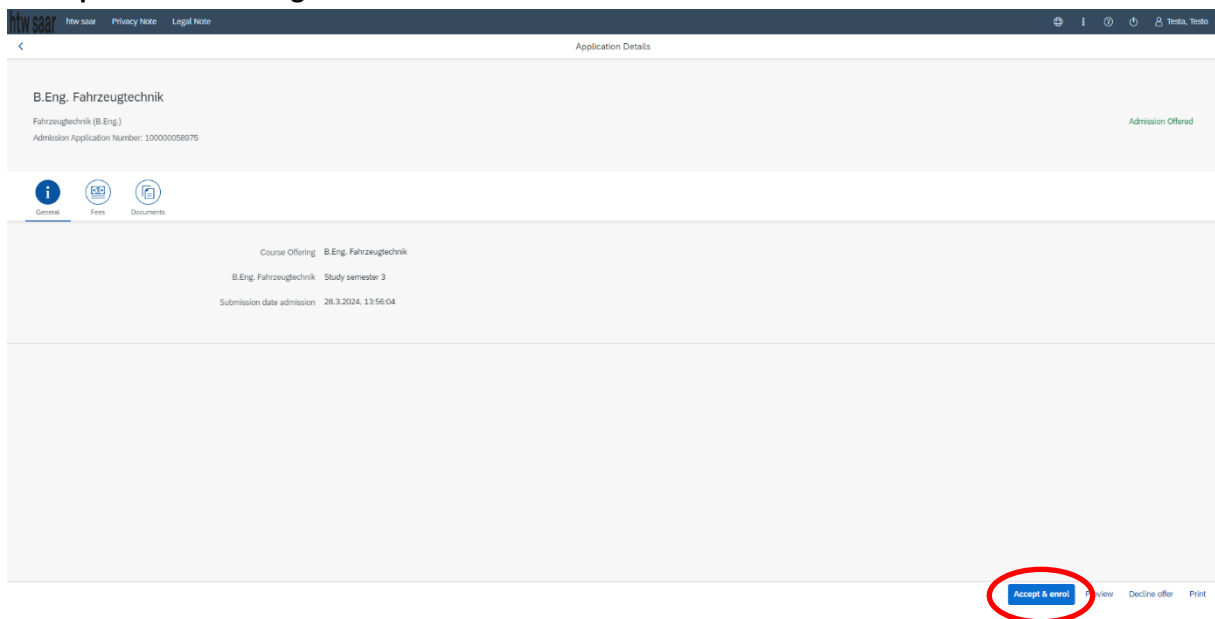 htw saar htw saar Privacy Note Legal Note Testa, Testo
Application Details
B.Eng. Fahrzeugtechnik
Fahrzeugtechnik (B.Eng.)
Admission Offered
Admission Application Number: 100000058975
General Fees Documents
Course Offering B.Eng. Fahrzeugtechnik
B.Eng. Fahrzeugtechnik Study semester 3
Submission date admission 28.3.2024, 13:56:04
Accept & enrol Preview Decline offer Print